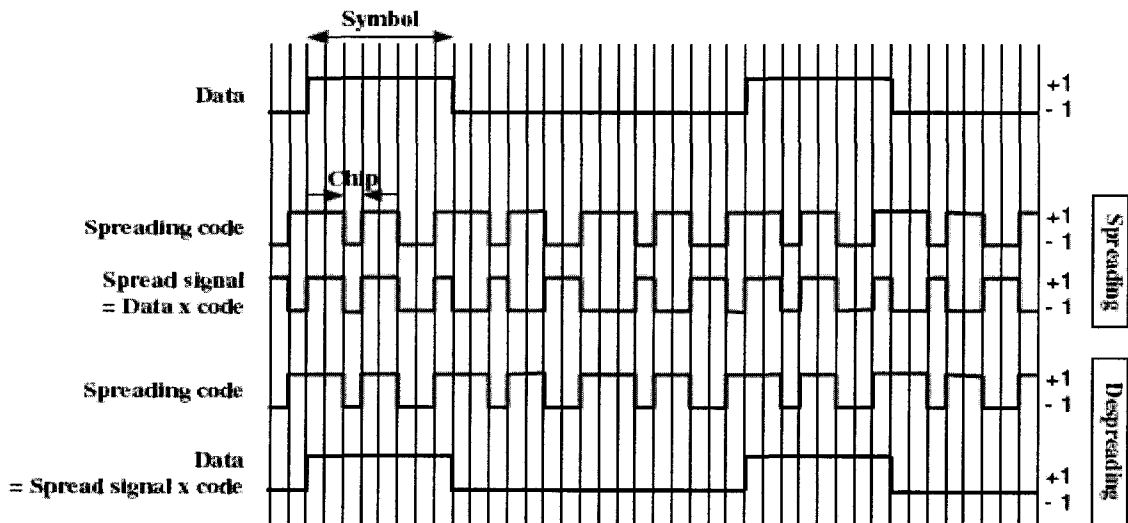 Symbol
Data
+1
- 1
Chip
Spreading code
+1
- 1
Spreading
Spread signal
= Data x code
+1
- 1
Spreading code
+1
- 1
Despreading
Data
= Spread signal x code
+1
- 1